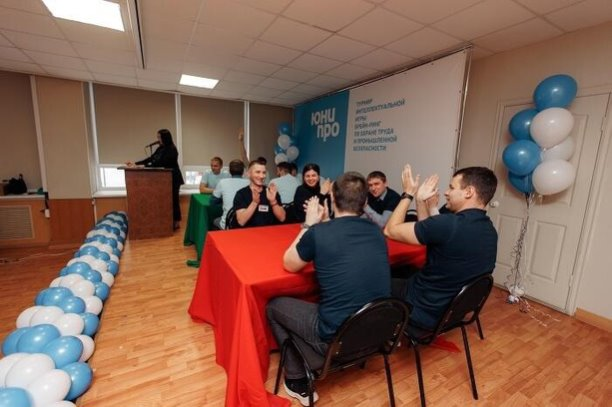 ЮНИ
ПРО
ТУРНИР
ИНТЕЛЛЕКТУАЛЬНОЙ
ИГРЫ
БРЕЙН-РИНГ
ПО ОХРАНЕ ТРУДА
И ПРОМЫШЛЕННОЙ
БЕЗОПАСНОСТИ